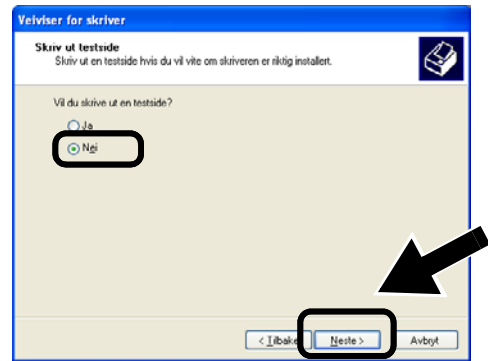 Veiviser for skriver
Skriv ut testside
Skriv ut en testside hvis du vil vite om skriveren er riktig installert.
Vil du skrive ut en testside?
Ja
Nei
< Tilbake
Neste >
Avbryt